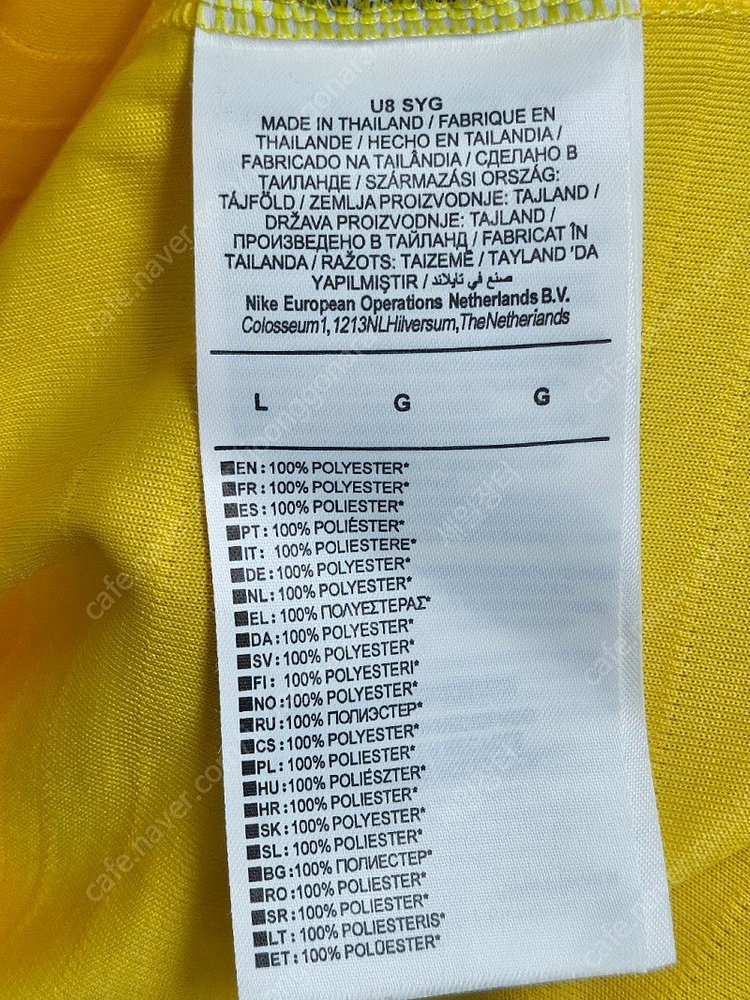 U8 SYG
MADE IN THAILAND / FABRIQUE EN
THAILANDE / HECHO EN TAILANDIA /
FABRICADO NA TAILÂNDIA / СДЕЛАНО В
ТАИЛАНДЕ / SZÁRMAZÁSI ORSZÁG:
TÁJFÖLD / ZEMLJA PROIZVODNJE: TAJLAND /
DRŽAVA PROIZVODNJE: TAJLAND /
ПРОИЗВЕДЕНО В ТАЙЛАНД / FABRICAT ÎN
TAILANDA / RAŽOTS: TAIZEMĒ / TAYLAND 'DA
YAPILMIŞTIR / صنع في تايلاند
Nike European Operations Netherlands B.V.
Colosseum1,1213NLHilversum,TheNetherlands
L G G
EN: 100% POLYESTER*
FR: 100% POLYESTER*
ES: 100% POLIESTER*
PT: 100% POLIÉSTER*
IT: 100% POLIESTERE*
DE: 100% POLYESTER*
NL: 100% POLYESTER*
EL: 100% ΠΟΛΥΕΣΤΕΡΑΣ*
DA: 100% POLYESTER*
SV: 100% POLYESTER*
FI: 100% POLYESTERI*
NO: 100% POLYESTER*
RU: 100% ПОЛИЭСТЕР*
CS: 100% POLYESTER*
PL: 100% POLIESTER*
HU: 100% POLIÉSZTER*
HR: 100% POLIESTER*
SK: 100% POLYESTER*
SL: 100% POLIESTER*
BG: 100% ПОЛИЕСТЕР*
RO: 100% POLIESTER*
SR: 100% POLIESTER*
LT: 100% POLIESTERIS*
ET: 100% POLÜESTER*
cafe.naver.com